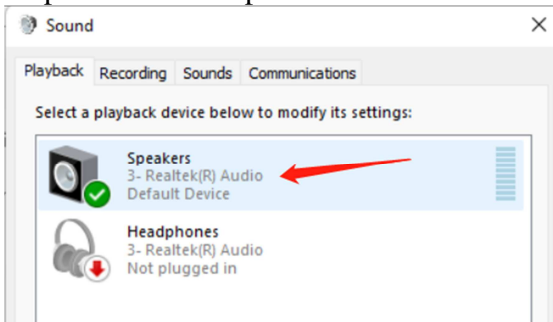 Sound
Playback Recording Sounds Communications
Select a playback device below to modify its settings:
Speakers
3- Realtek(R) Audio
Default Device
Headphones
3- Realtek(R) Audio
Not plugged in